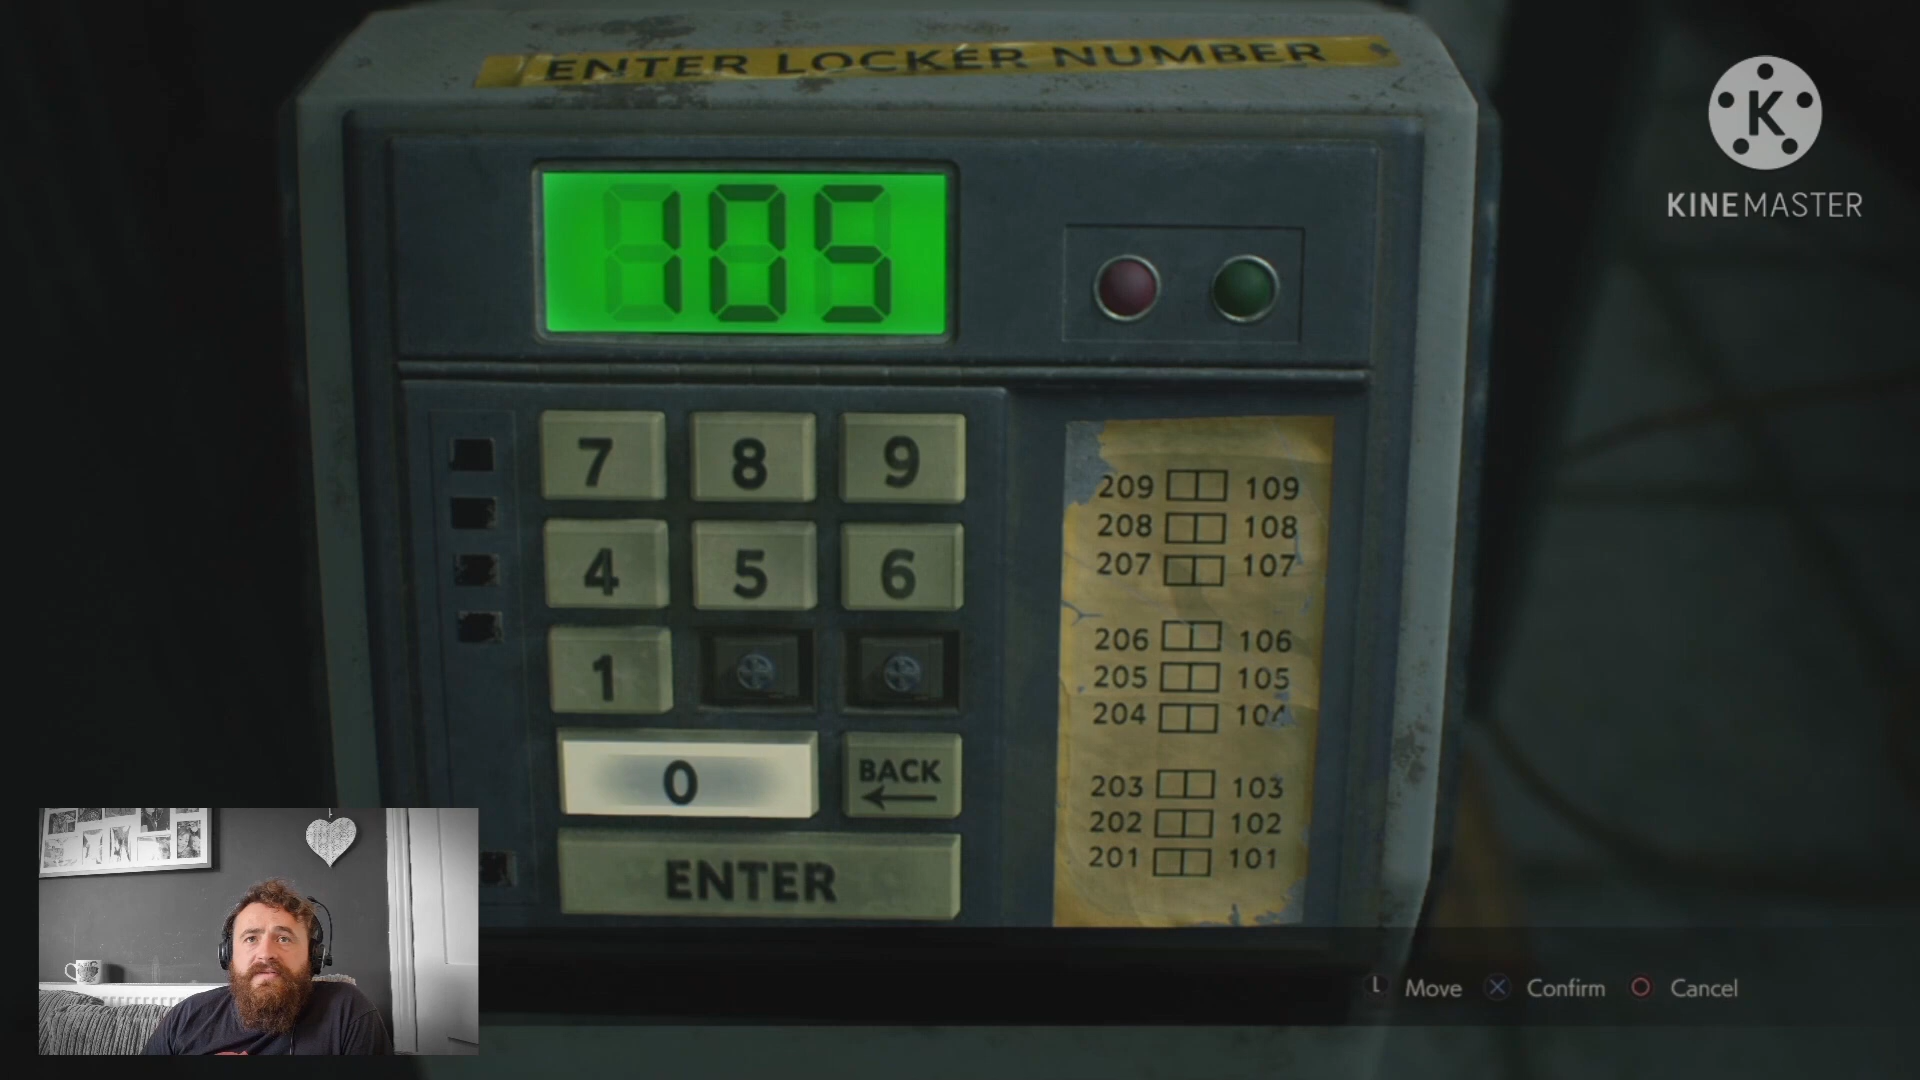 ENTER LOCKER NUMBER
K
KINEMASTER
105
7 8 9
4 5 6
1
0 BACK
ENTER
209 109
208 108
207 107
206 106
205 105
204 104
203 103
202 102
201 101
L Move X Confirm O Cancel